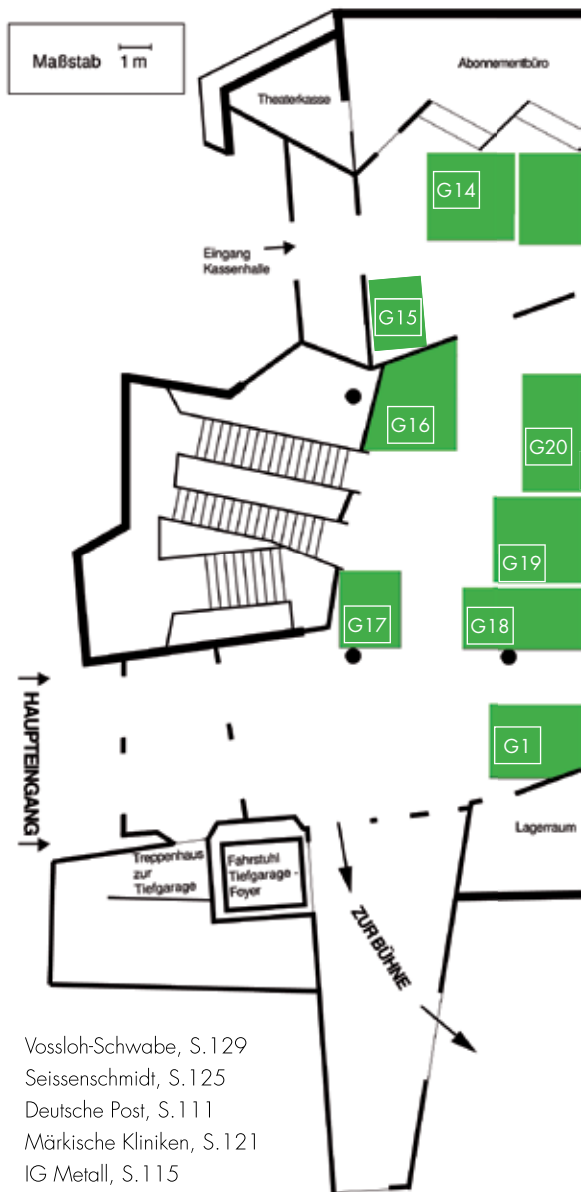 Maßstab 1 m
Abonnementbüro
Theaterkasse
G14
Eingang
Kassenhalle
G15
G16
G20
G19
G17
G18
HAUPTEINGANG
G1
Lagerraum
Treppenhaus
zur
Tiefgarage
Fahrstuhl
Tiefgarage -
Foyer
ZUR BÜHNE
Vossloh-Schwabe, S.129
Seissenschmidt, S.125
Deutsche Post, S.111
Märkische Kliniken, S.121
IG Metall, S.115